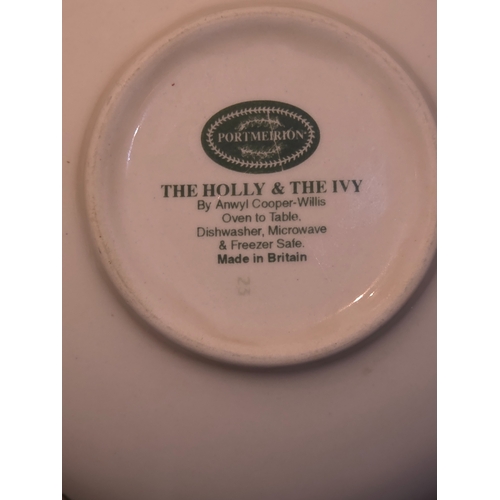 PORTMEIRION
THE HOLLY & THE IVY
By Anwyl Cooper-Willis
Oven to Table.
Dishwasher, Microwave
& Freezer Safe.
Made in Britain
23